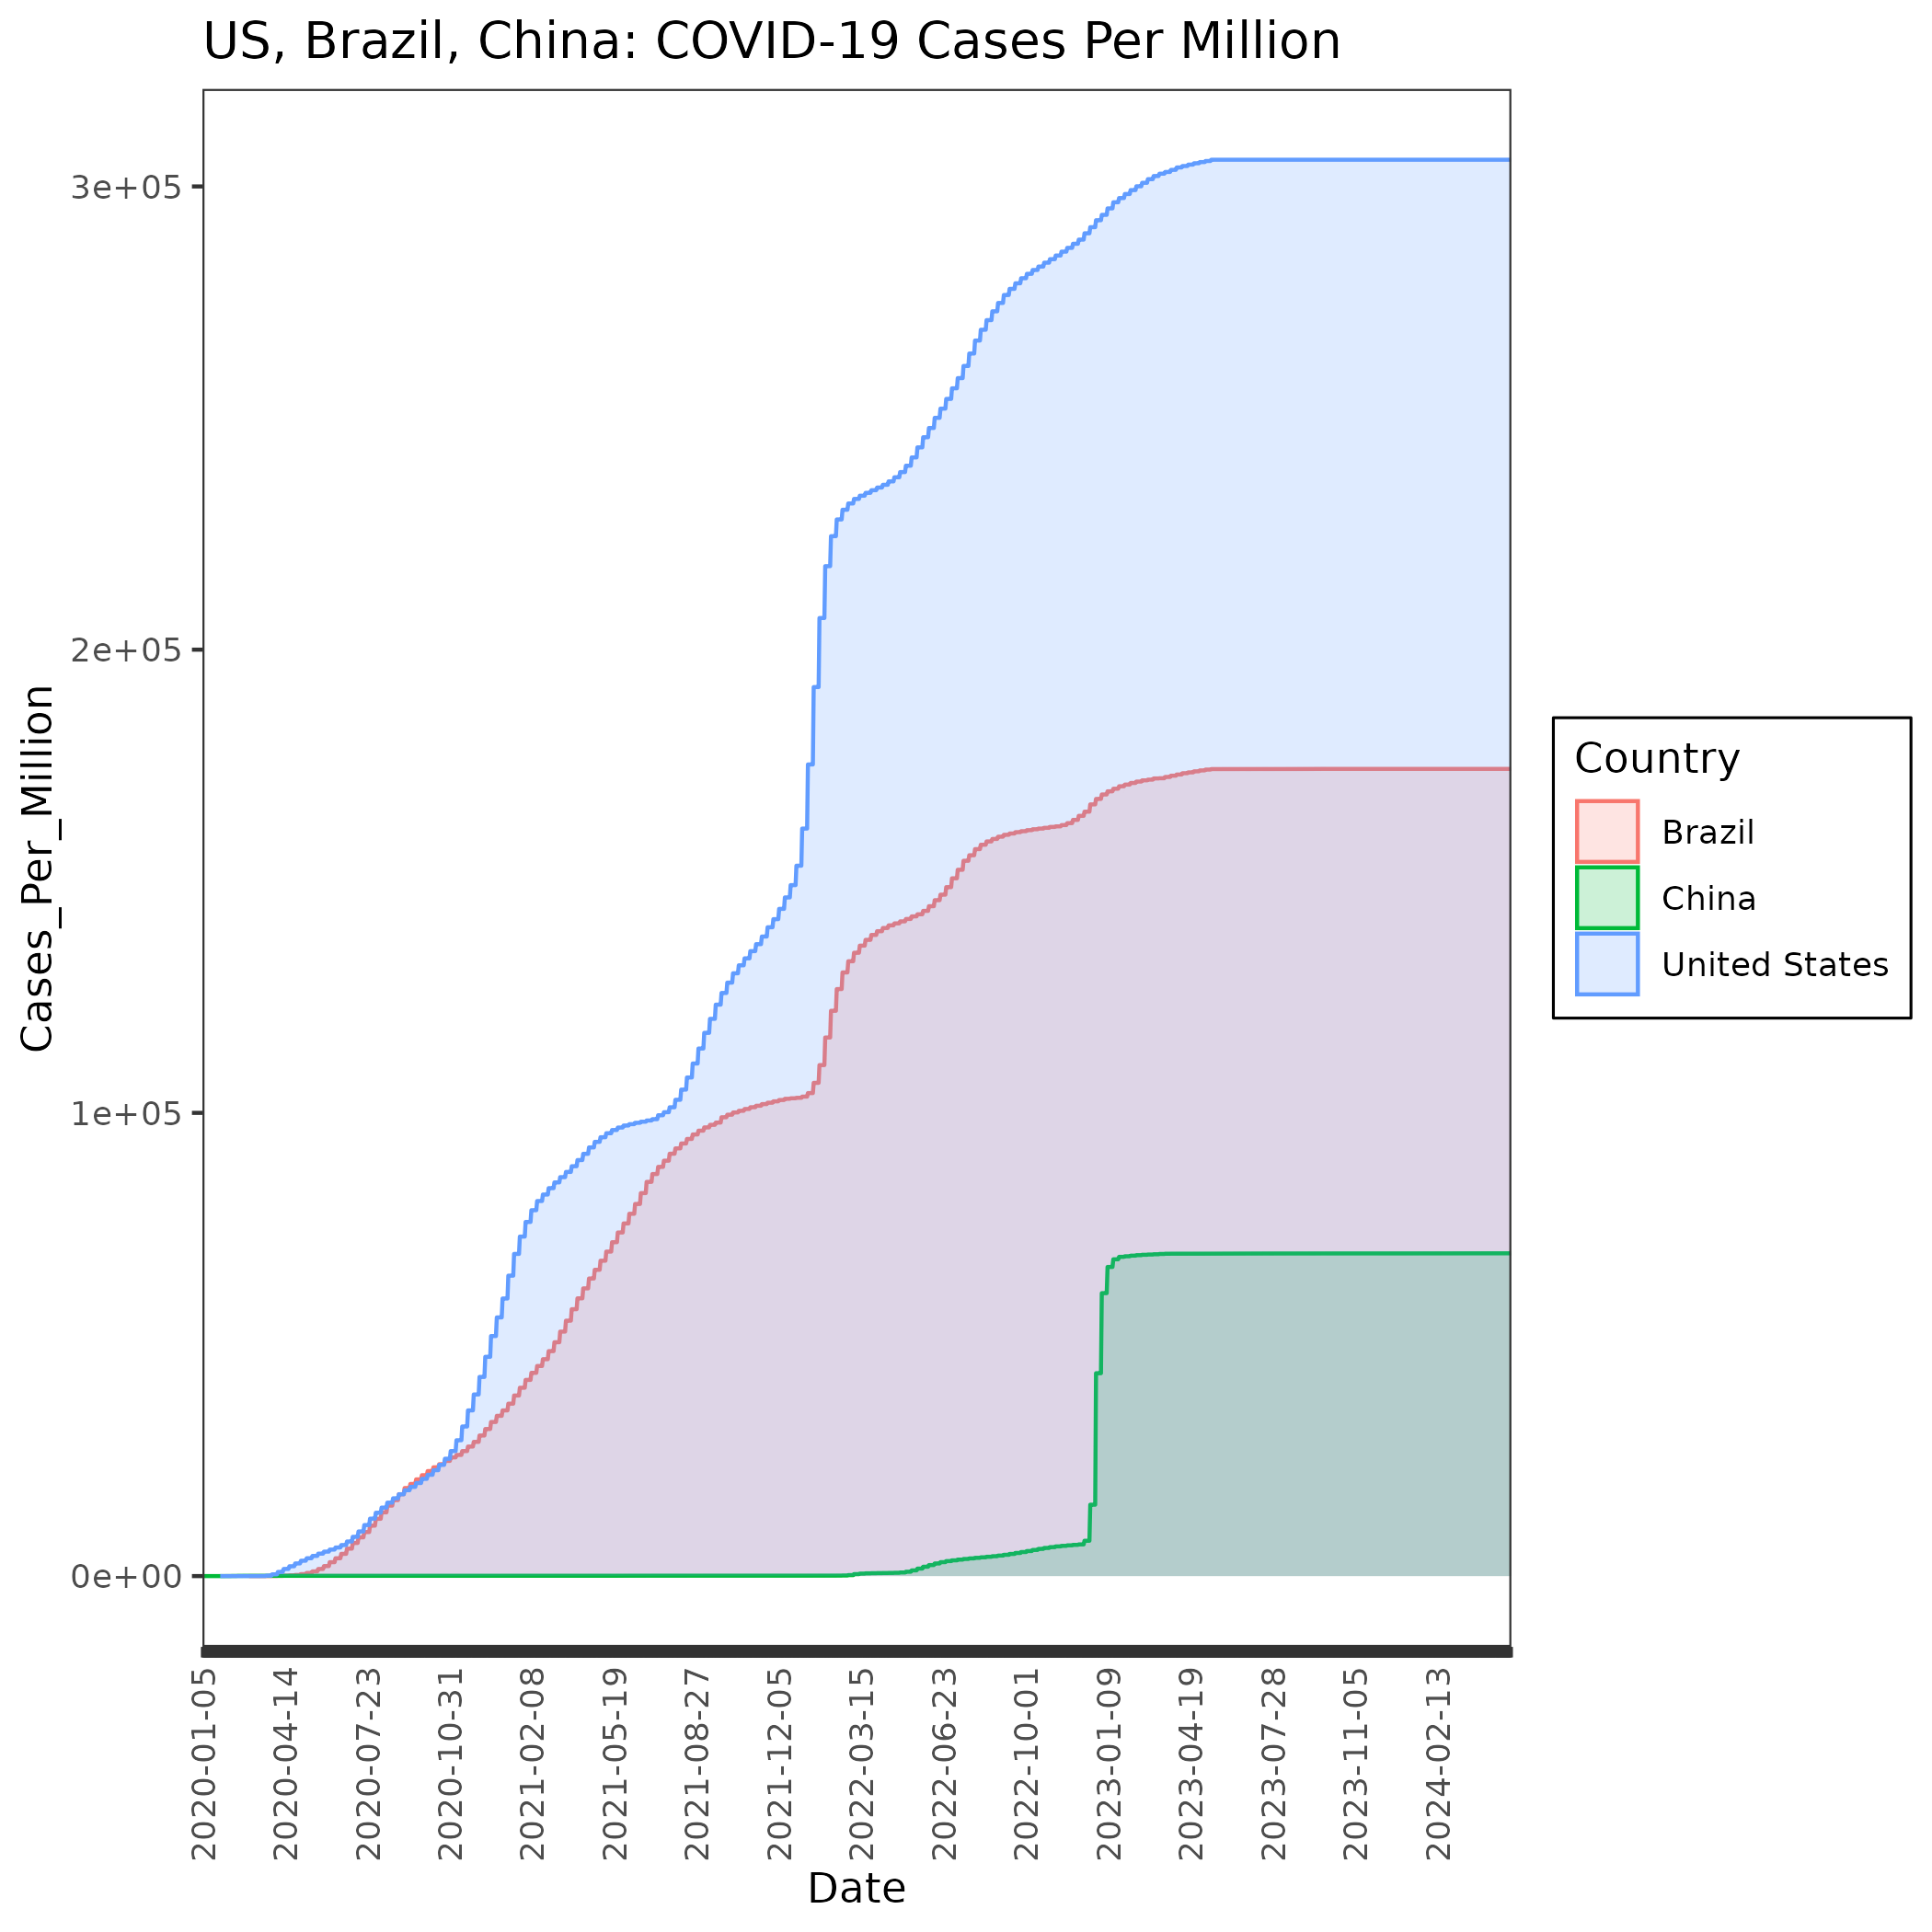 US, Brazil, China: COVID-19 Cases Per Million
Cases_Per_Million
3e+05
2e+05
1e+05
0e+00
2020-01-05
2020-04-14
2020-07-23
2020-10-31
2021-02-08
2021-05-19
2021-08-27
2021-12-05
2022-03-15
2022-06-23
2022-10-01
2023-01-09
2023-04-19
2023-07-28
2023-11-05
2024-02-13
Date
Country
Brazil
China
United States